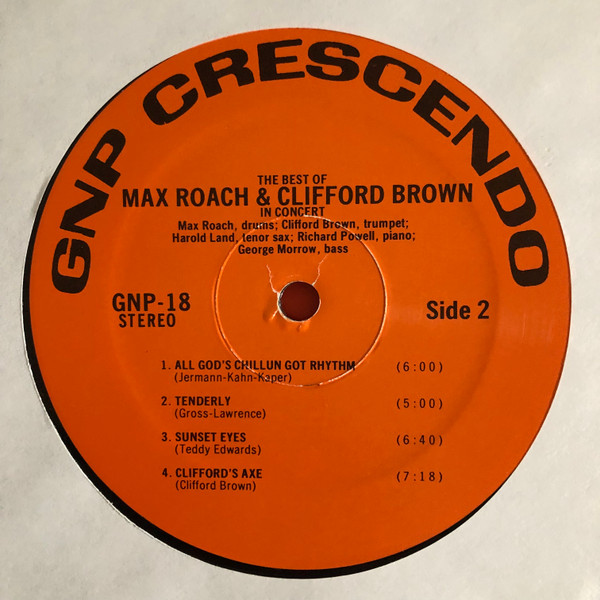 GNP CRESCENDO
THE BEST OF
MAX ROACH & CLIFFORD BROWN
IN CONCERT
Max Roach, drums; Clifford Brown, trumpet;
Harold Land, tenor sax; Richard Powell, piano;
George Morrow, bass
GNP-18
STEREO
Side 2
1. ALL GOD'S CHILLUN GOT RHYTHM (6:00)
(Jermann-Kahn-Kaper)
2. TENDERLY (5:00)
(Gross-Lawrence)
3. SUNSET EYES (6:40)
(Teddy Edwards)
4. CLIFFORD'S AXE (7:18)
(Clifford Brown)